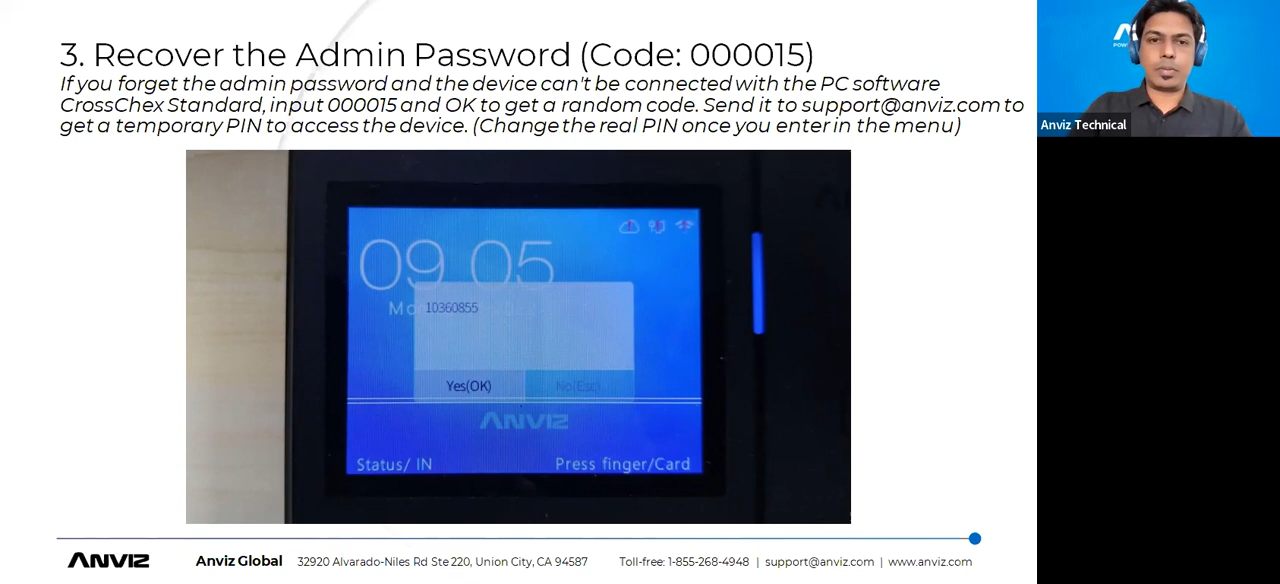 3. Recover the Admin Password (Code: 000015)
If you forget the admin password and the device can't be connected with the PC software
CrossChex Standard, input 000015 and OK to get a random code. Send it to support@anviz.com to
get a temporary PIN to access the device. (Change the real PIN once you enter in the menu)
Anviz Technical
09 05
Mo
10360855
Yes(OK) No(Esc)
ANVIZ
Status/ IN Press finger/Card
ANVIZ Anviz Global 32920 Alvarado-Niles Rd Ste 220, Union City, CA 94587 Toll-free: 1-855-268-4948 | support@anviz.com | www.anviz.com